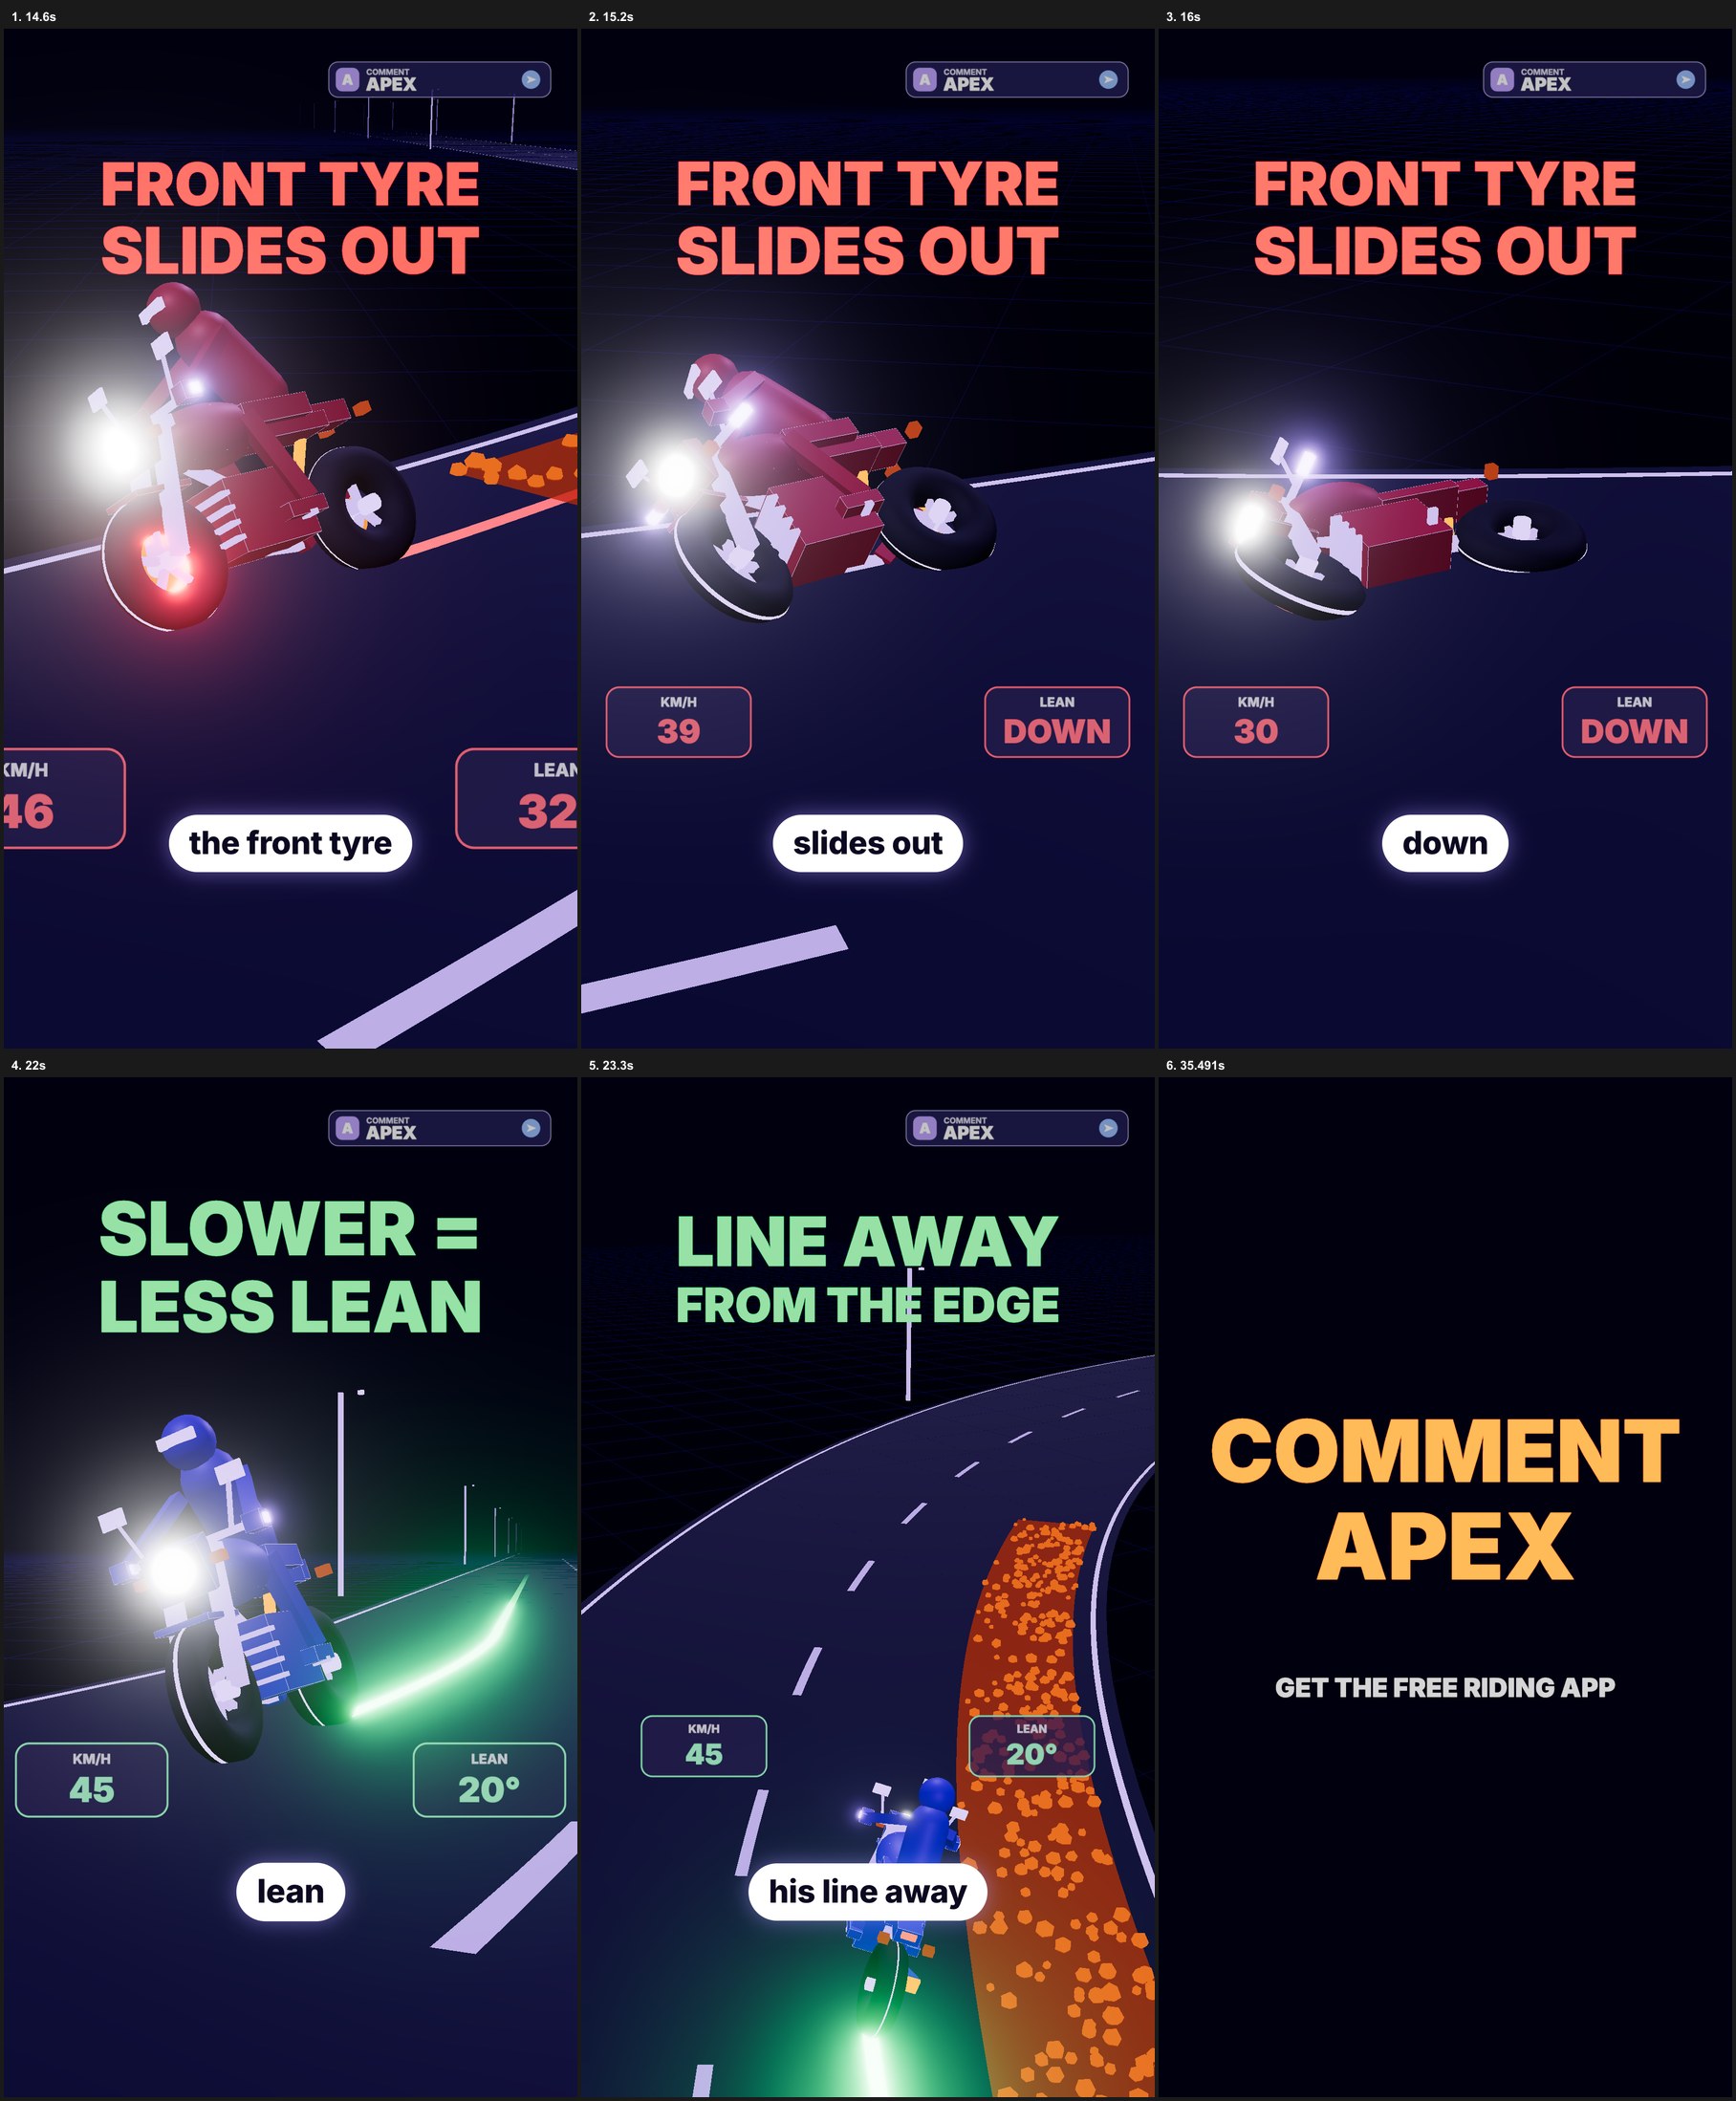 1. 14.6s
A COMMENT
APEX
FRONT TYRE
SLIDES OUT
KM/H
46
LEAN
32
the front tyre
2. 15.2s
A COMMENT
APEX
FRONT TYRE
SLIDES OUT
KM/H
39
LEAN
DOWN
slides out
3. 16s
A COMMENT
APEX
FRONT TYRE
SLIDES OUT
KM/H
30
LEAN
DOWN
down
4. 22s
A COMMENT
APEX
SLOWER =
LESS LEAN
KM/H
45
LEAN
20°
lean
5. 23.3s
A COMMENT
APEX
LINE AWAY
FROM THE EDGE
KM/H
45
LEAN
20°
his line away
6. 35.491s
COMMENT
APEX
GET THE FREE RIDING APP